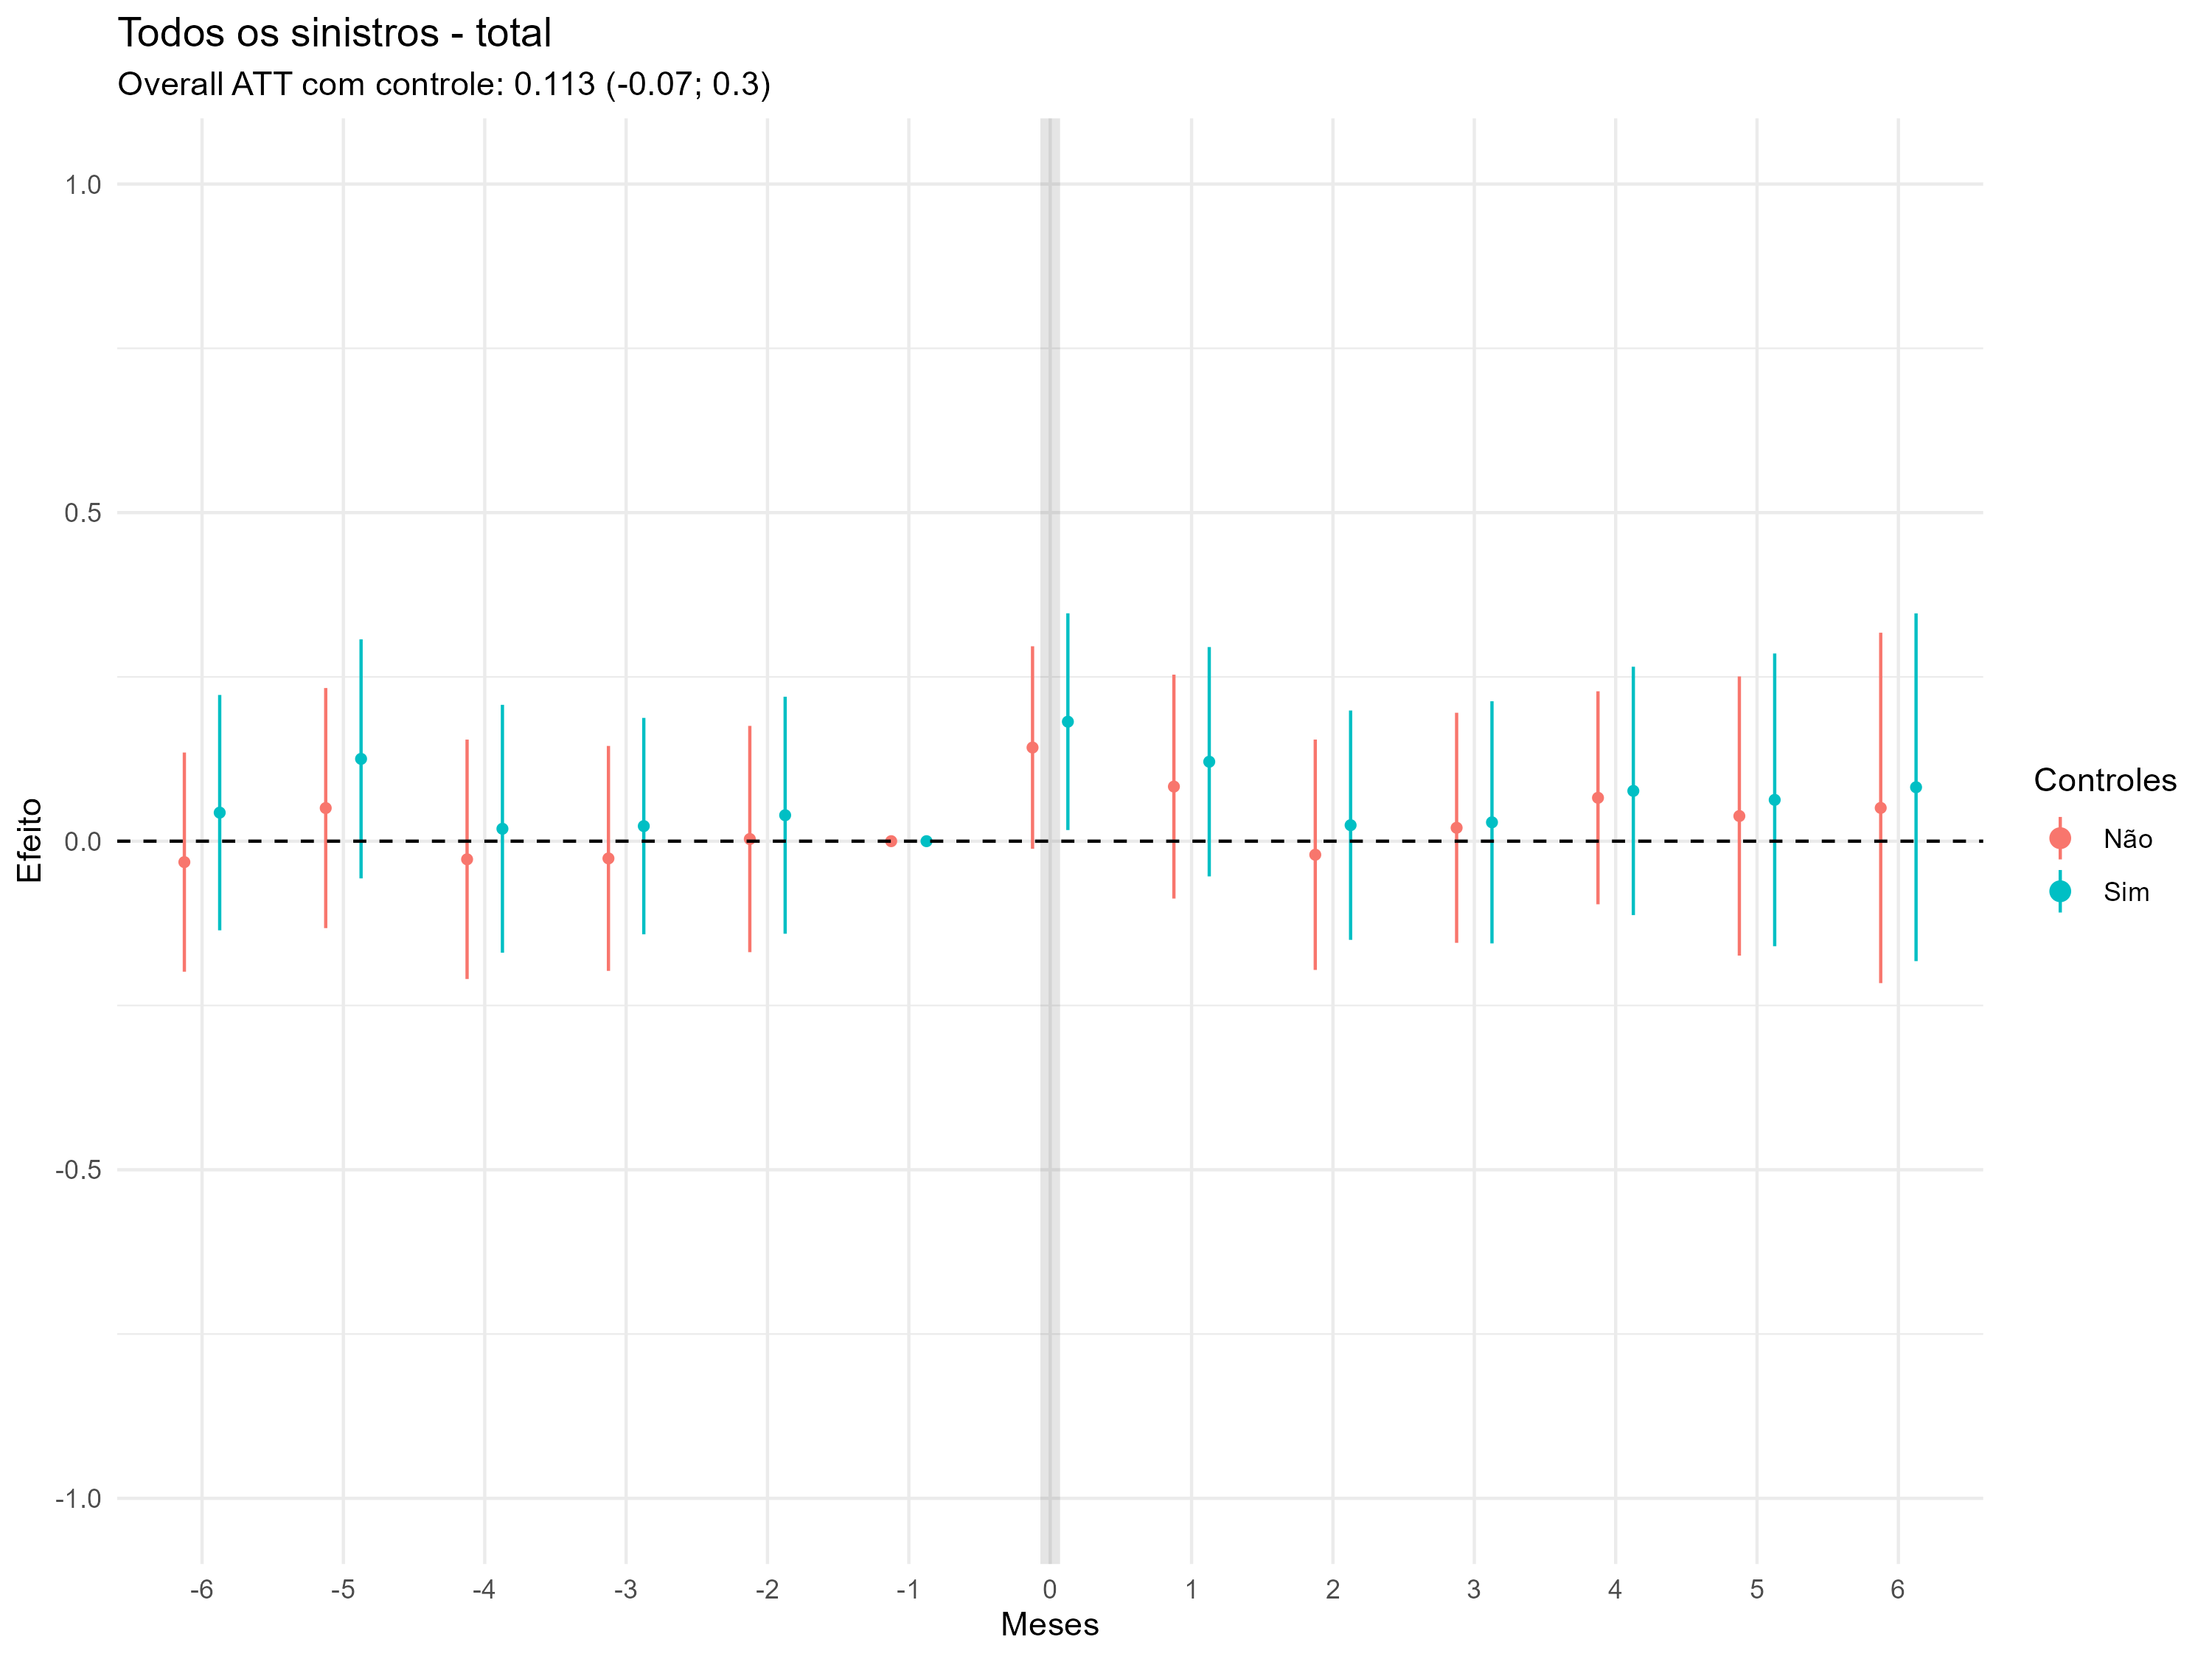 Todos os sinistros - total
Overall ATT com controle: 0.113 (-0.07; 0.3)
1.0
0.5
0.0
-0.5
-1.0
Efeito
-6 -5 -4 -3 -2 -1 0 1 2 3 4 5 6
Meses
Controles
Não
Sim